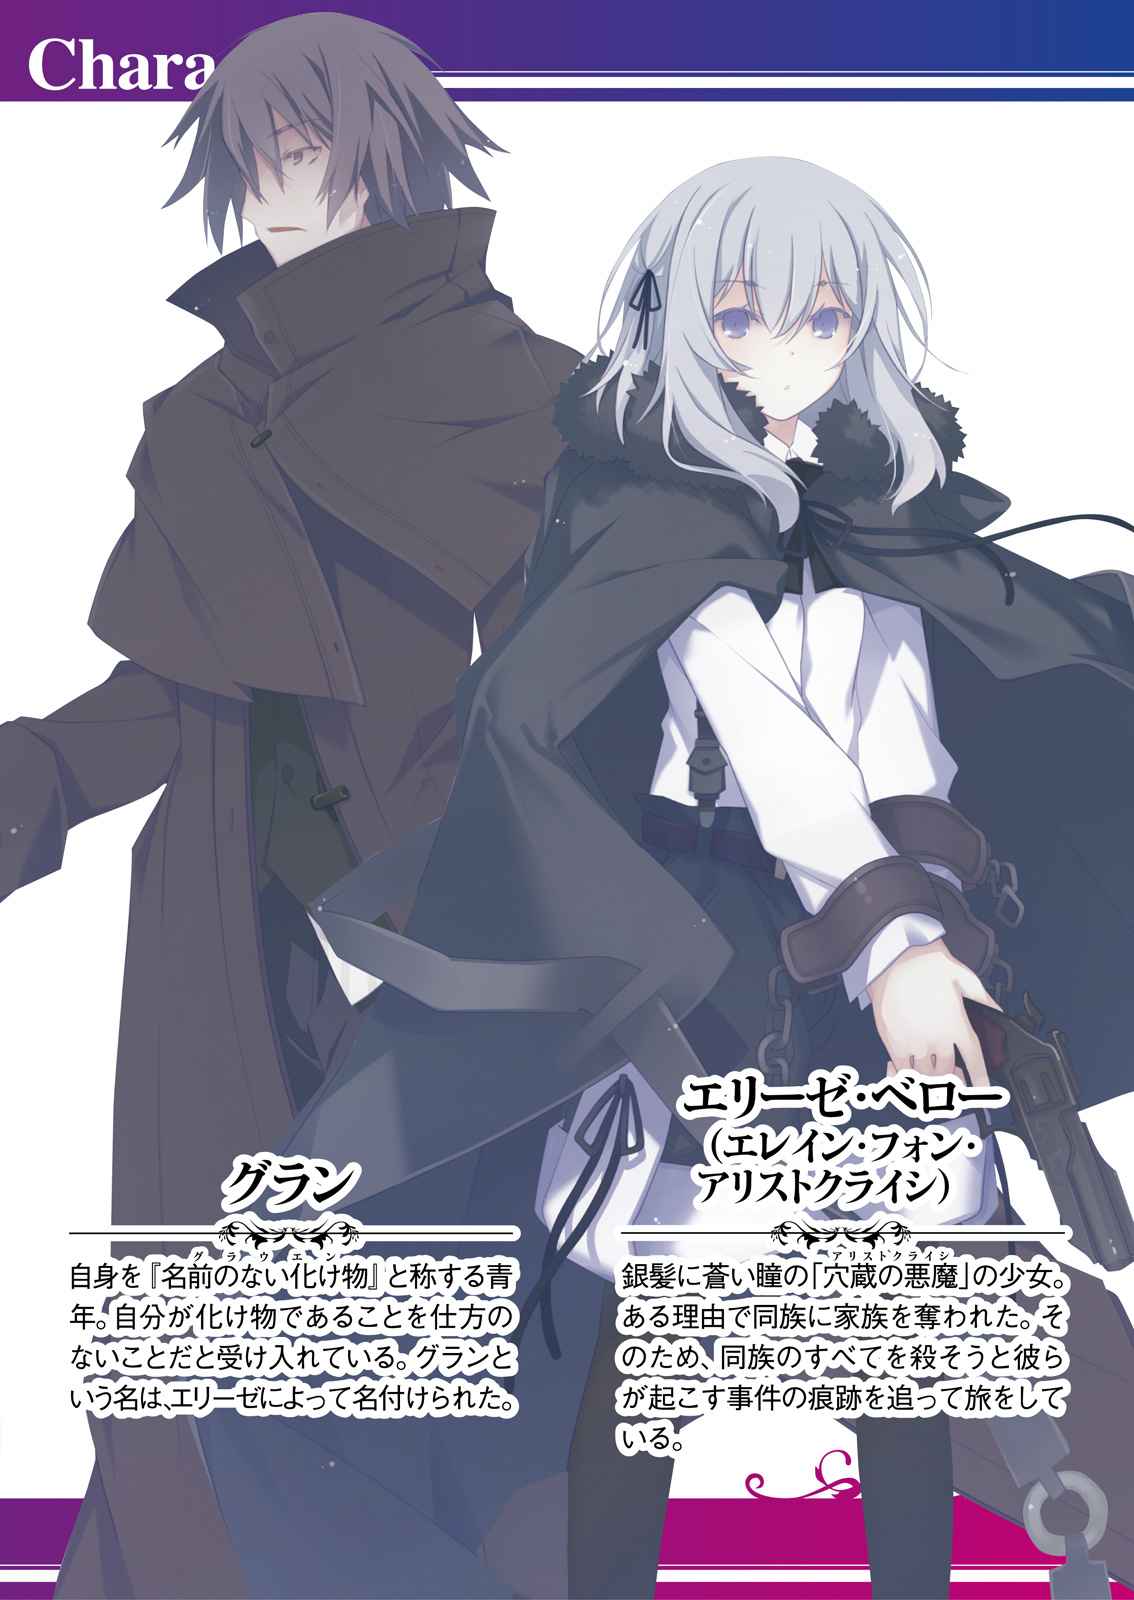 Chara
グラン
グラウェーン
自身を『名前のない化け物』と称する青
年。自分が化け物であることを仕方の
ないことだと受け入れている。グランと
いう名は、エリーゼによって名付けられた。
エリーゼ・ベロー
(エレイン・フォン・
アリストクライシ)
アリストクライシ
銀髪に蒼い瞳の「穴蔵の悪魔」の少女。
ある理由で同族に家族を奪われた。そ
のため、同族のすべてを殺そうと彼ら
が起こす事件の痕跡を追って旅をして
いる。